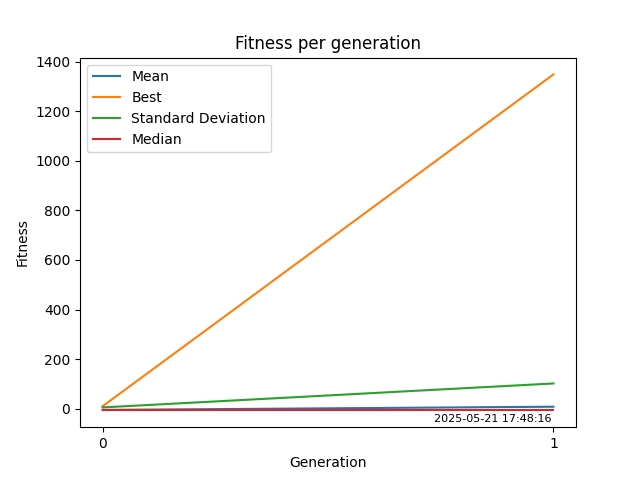 Fitness per generation
Mean
Best
Standard Deviation
Median
1400
1200
1000
800
600
400
200
0
Fitness
2025-05-21 17:48:16
0
1
Generation